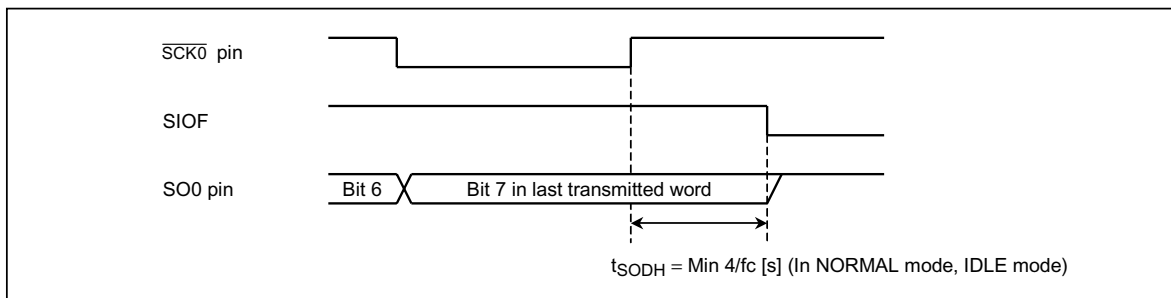 SCK0 pin
SIOF
SO0 pin
Bit 6
Bit 7 in last transmitted word
tSODH = Min 4/fc [s] (In NORMAL mode, IDLE mode)